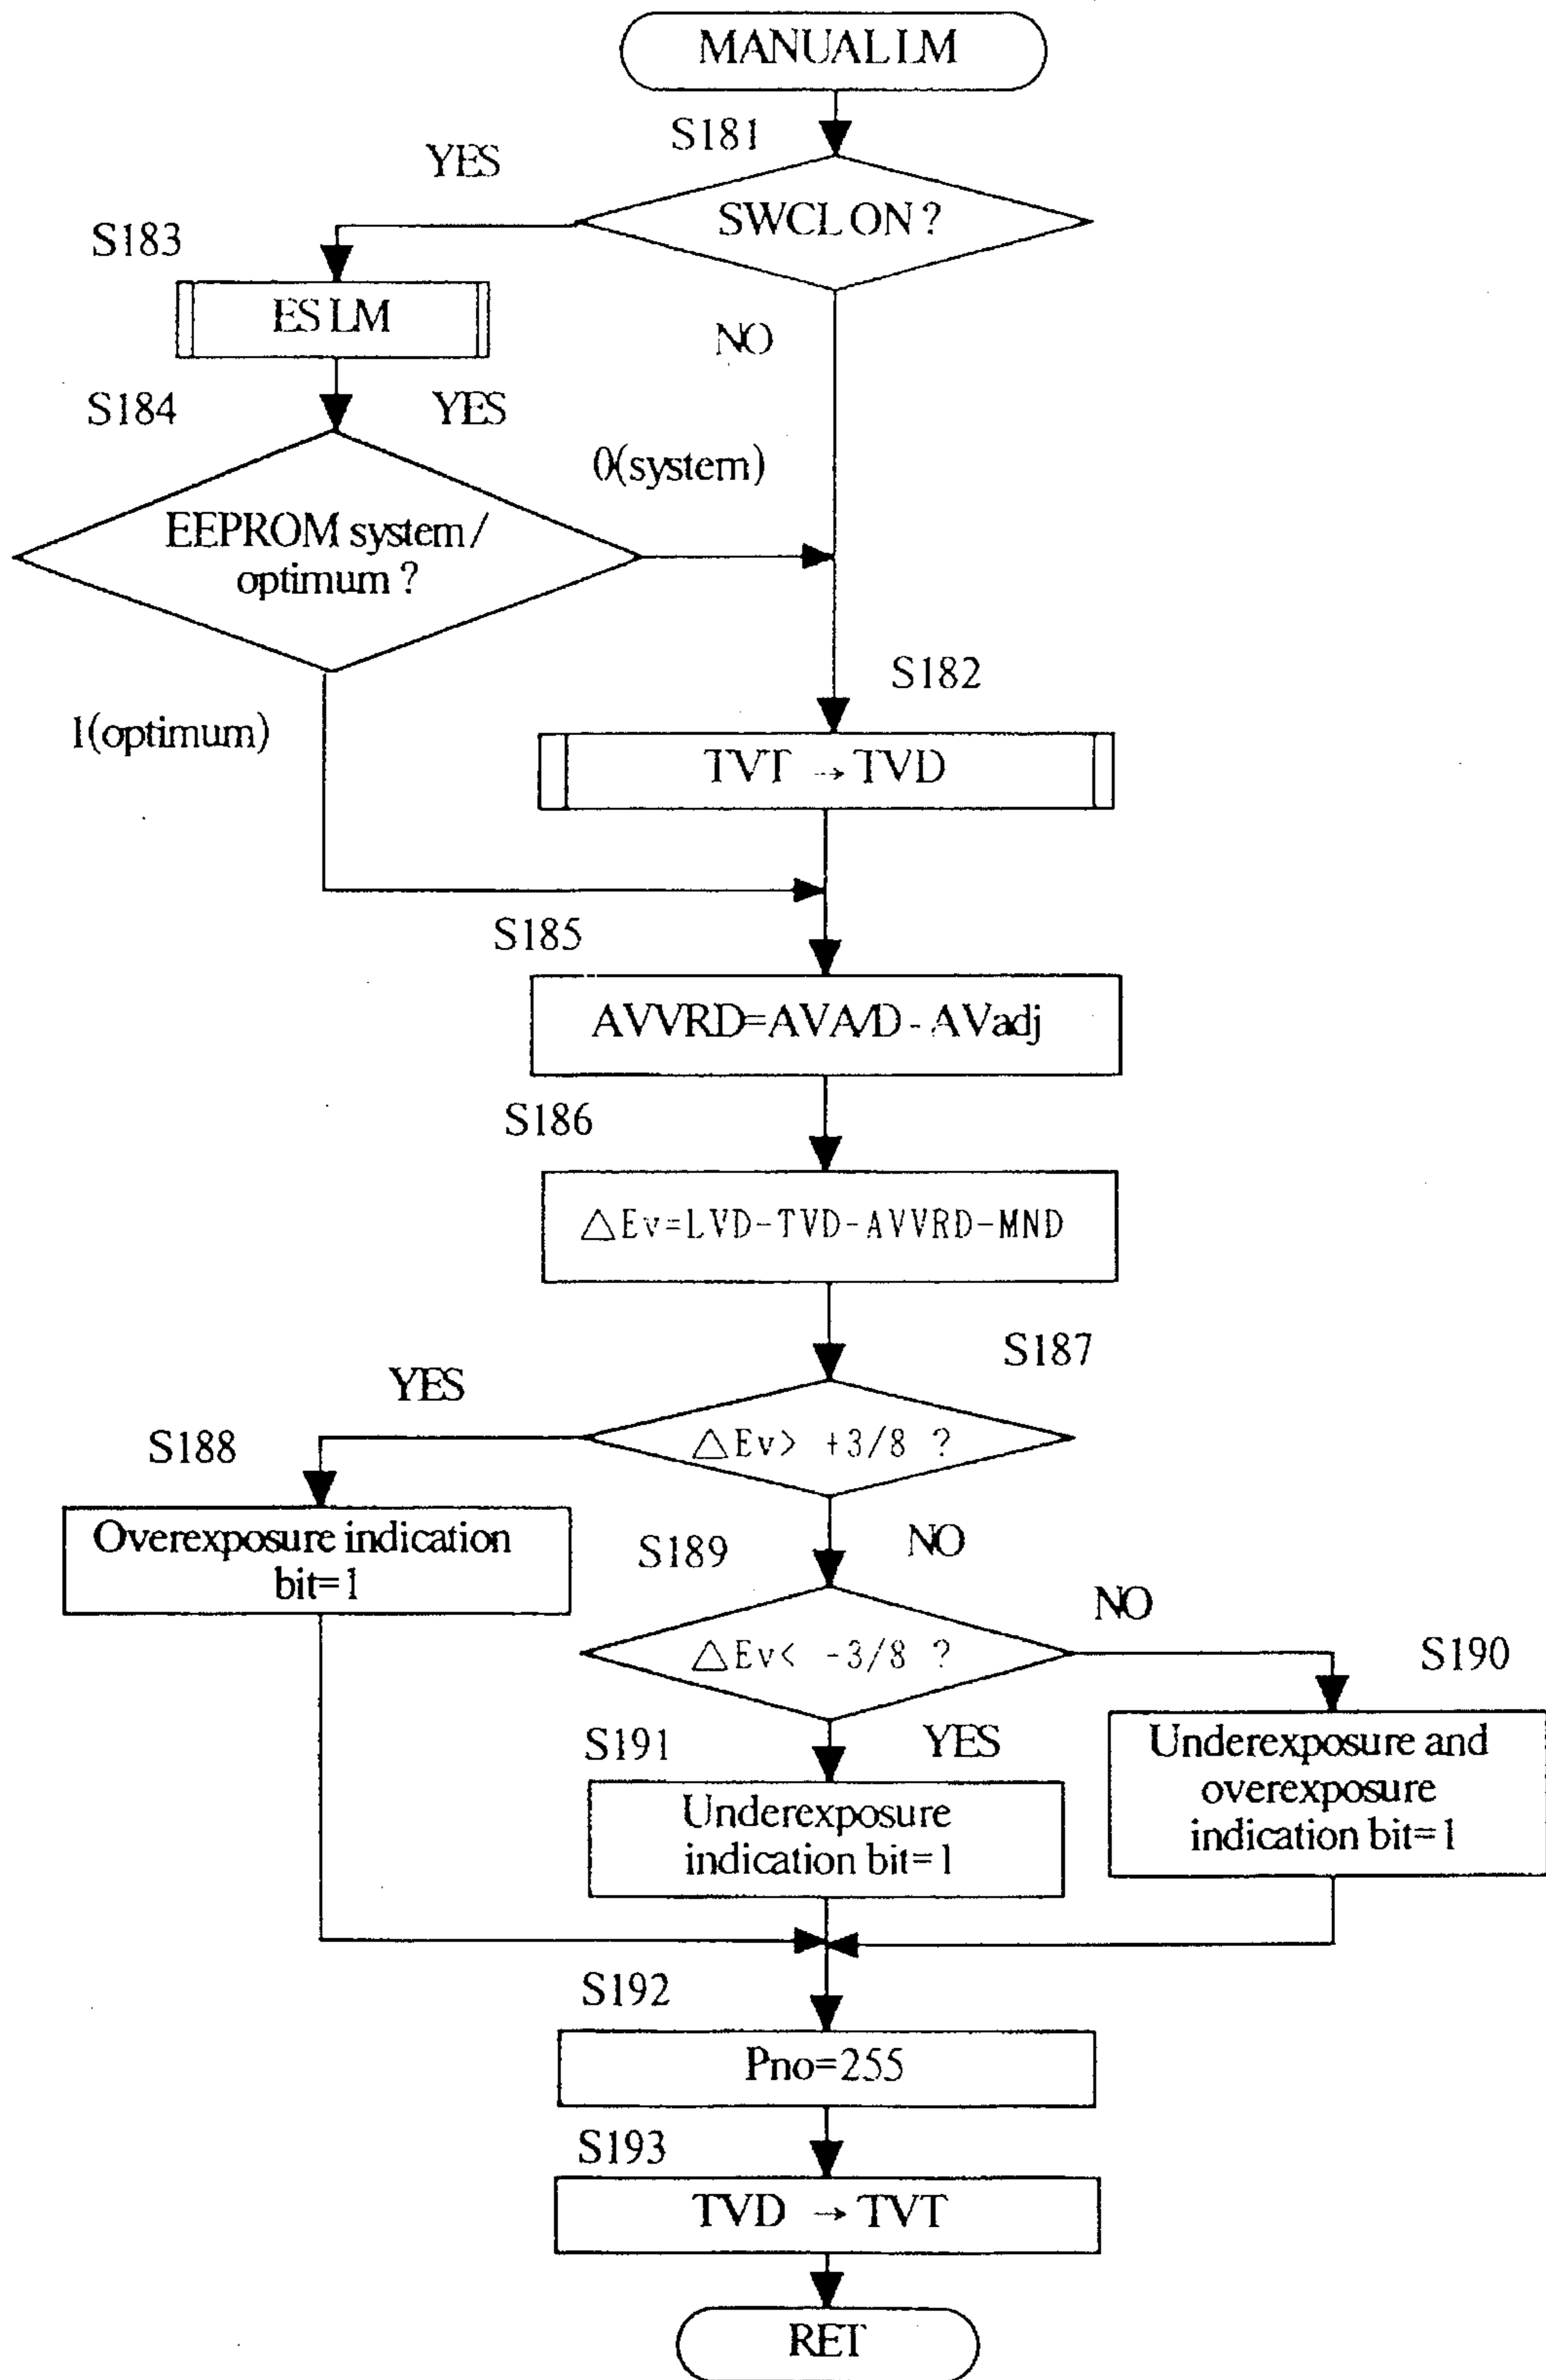 MANUAL LM
S181
YES
SWCL ON ?
S183
ES LM
NO
S184
YES
0(system)
EEPROM system/
optimum ?
S182
1(optimum)
TVT → TVD
S185
AVVRD=AVA/D - AVadj
S186
△Ev=LVD-TVD-AVVRD-MND
S187
YES
△Ev> +3/8 ?
S188
Overexposure indication
bit=1
NO
S189
NO
△Ev< -3/8 ?
S190
S191
YES
Underexposure and
overexposure
indication bit=1
Underexposure
indication bit=1
S192
Pno=255
S193
TVD → TVT
RET